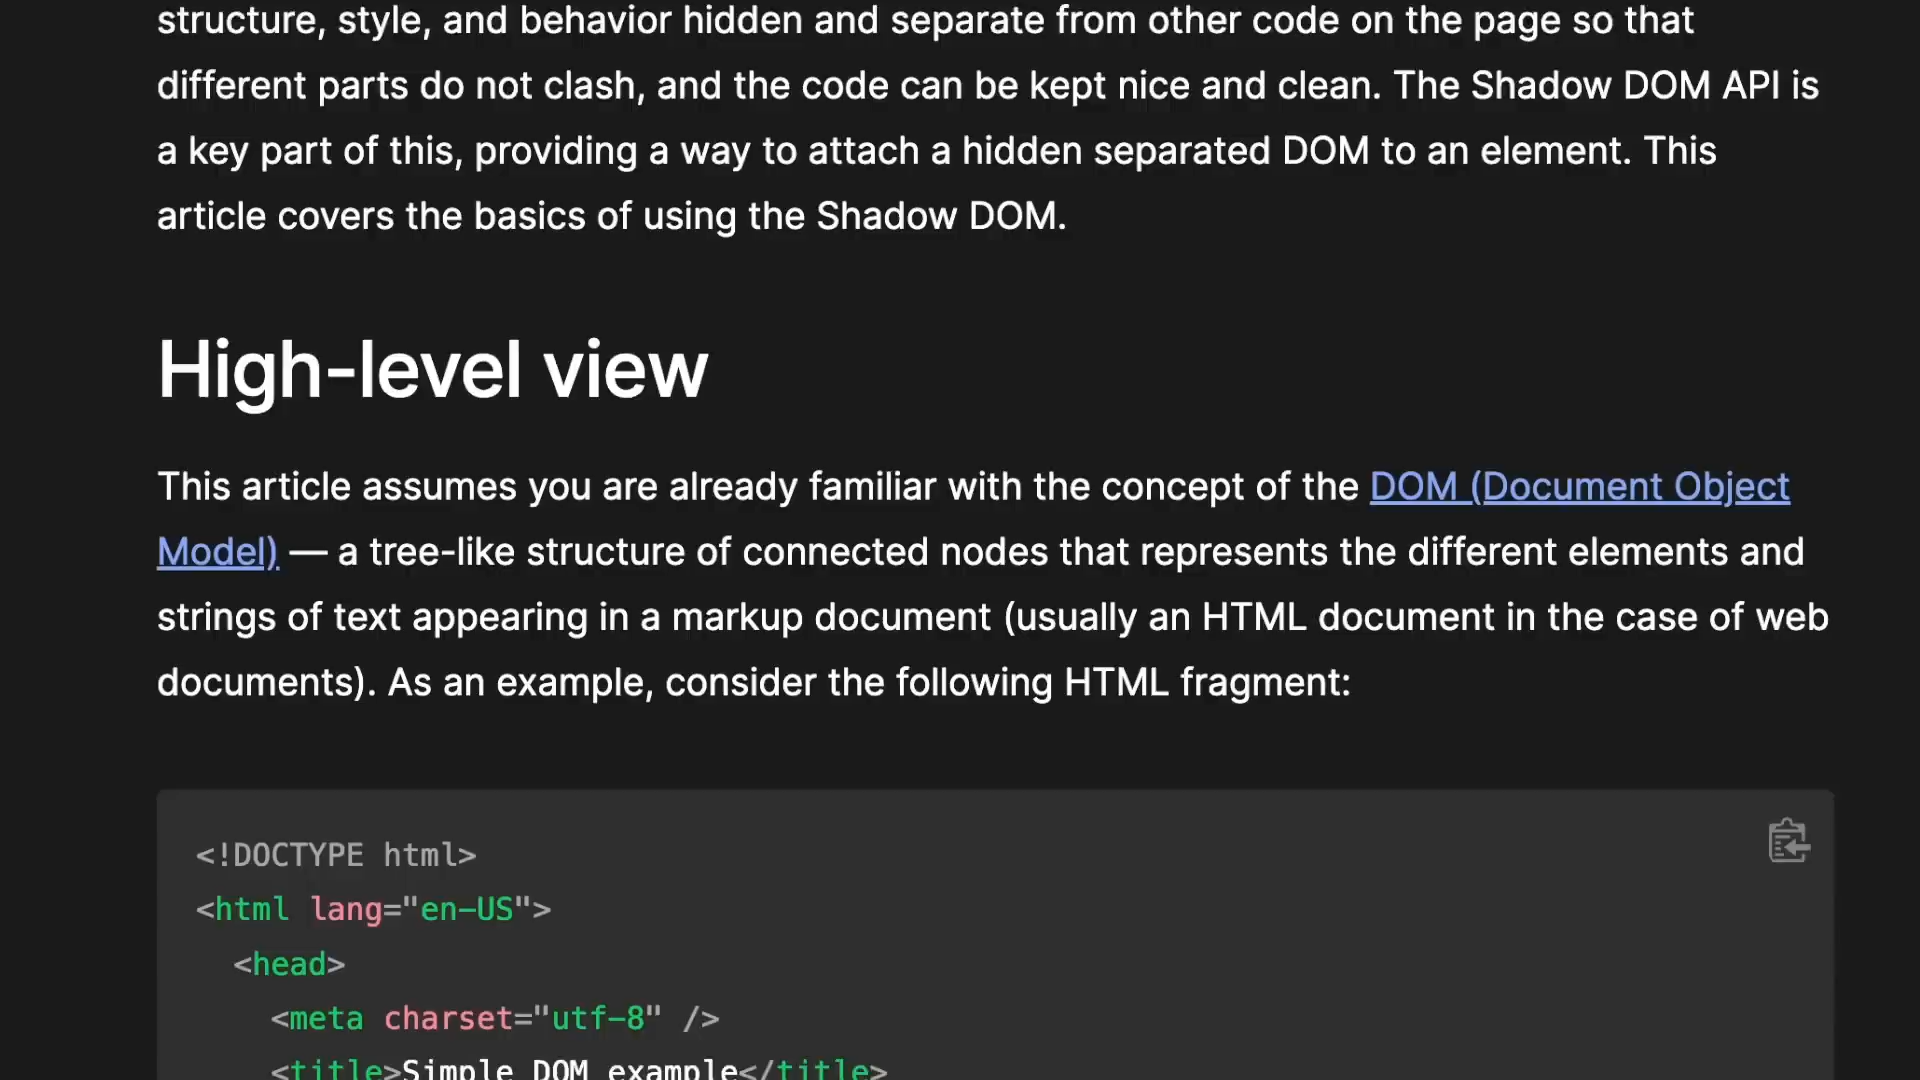 structure, style, and behavior hidden and separate from other code on the page so that
different parts do not clash, and the code can be kept nice and clean. The Shadow DOM API is
a key part of this, providing a way to attach a hidden separated DOM to an element. This
article covers the basics of using the Shadow DOM.
High-level view
This article assumes you are already familiar with the concept of the DOM (Document Object
Model) — a tree-like structure of connected nodes that represents the different elements and
strings of text appearing in a markup document (usually an HTML document in the case of web
documents). As an example, consider the following HTML fragment:
<!DOCTYPE html>
<html lang="en-US">
<head>
<meta charset="utf-8" />
<title>Simple DOM example</title>